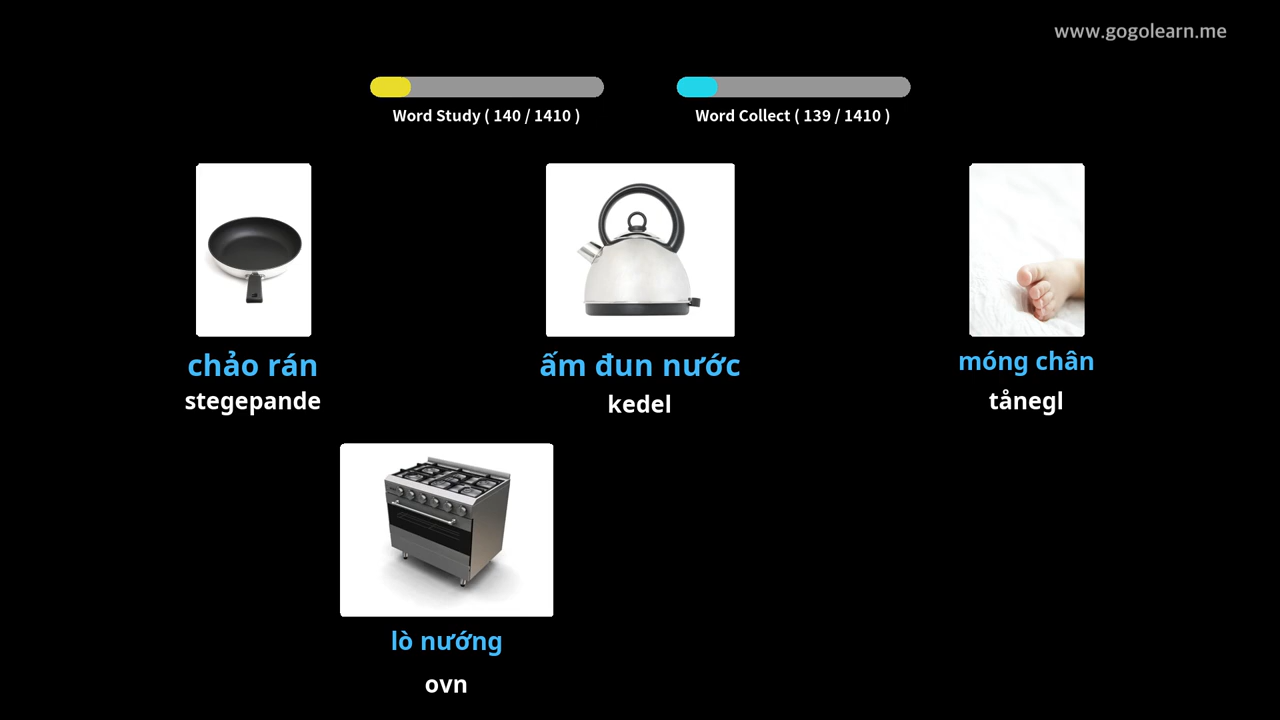 www.gogolearn.me
Word Study ( 140 / 1410 )
Word Collect ( 139 / 1410 )
chảo rán
stegepande
ấm đun nước
kedel
móng chân
tånegl
lò nướng
ovn